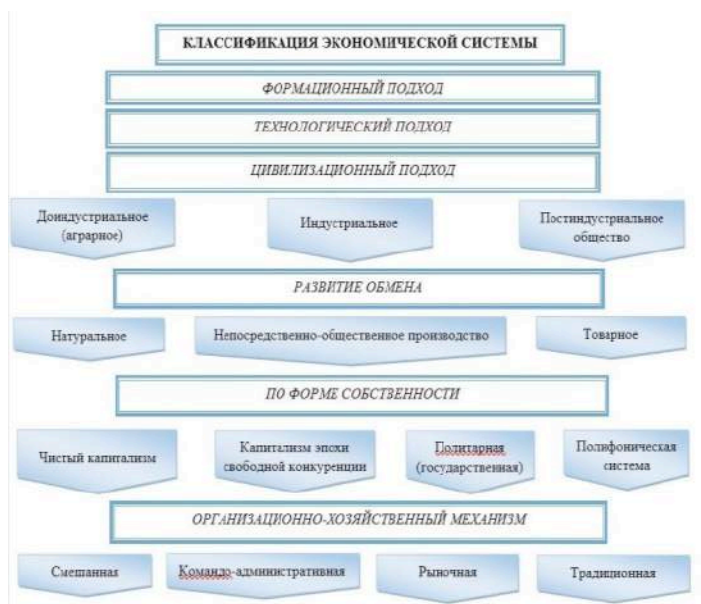 КЛАССИФИКАЦИЯ ЭКОНОМИЧЕСКОЙ СИСТЕМЫ
ФОРМАЦИОННЫЙ ПОДХОД
ТЕХНОЛОГИЧЕСКИЙ ПОДХОД
ЦИВИЛИЗАЦИОННЫЙ ПОДХОД
Доиндустриальное
(аграрное)
Индустриальное
Постиндустриальное
общество
РАЗВИТИЕ ОБМЕНА
Натуральное
Непосредственно-общественное производство
Товарное
ПО ФОРМЕ СОБСТВЕННОСТИ
Чистый капитализм
Капитализм эпохи
свободной конкуренции
Политарная
(государственная)
Полифоническая
система
ОРГАНИЗАЦИОННО-ХОЗЯЙСТВЕННЫЙ МЕХАНИЗМ
Смешанная
Командо-административная
Рыночная
Традиционная